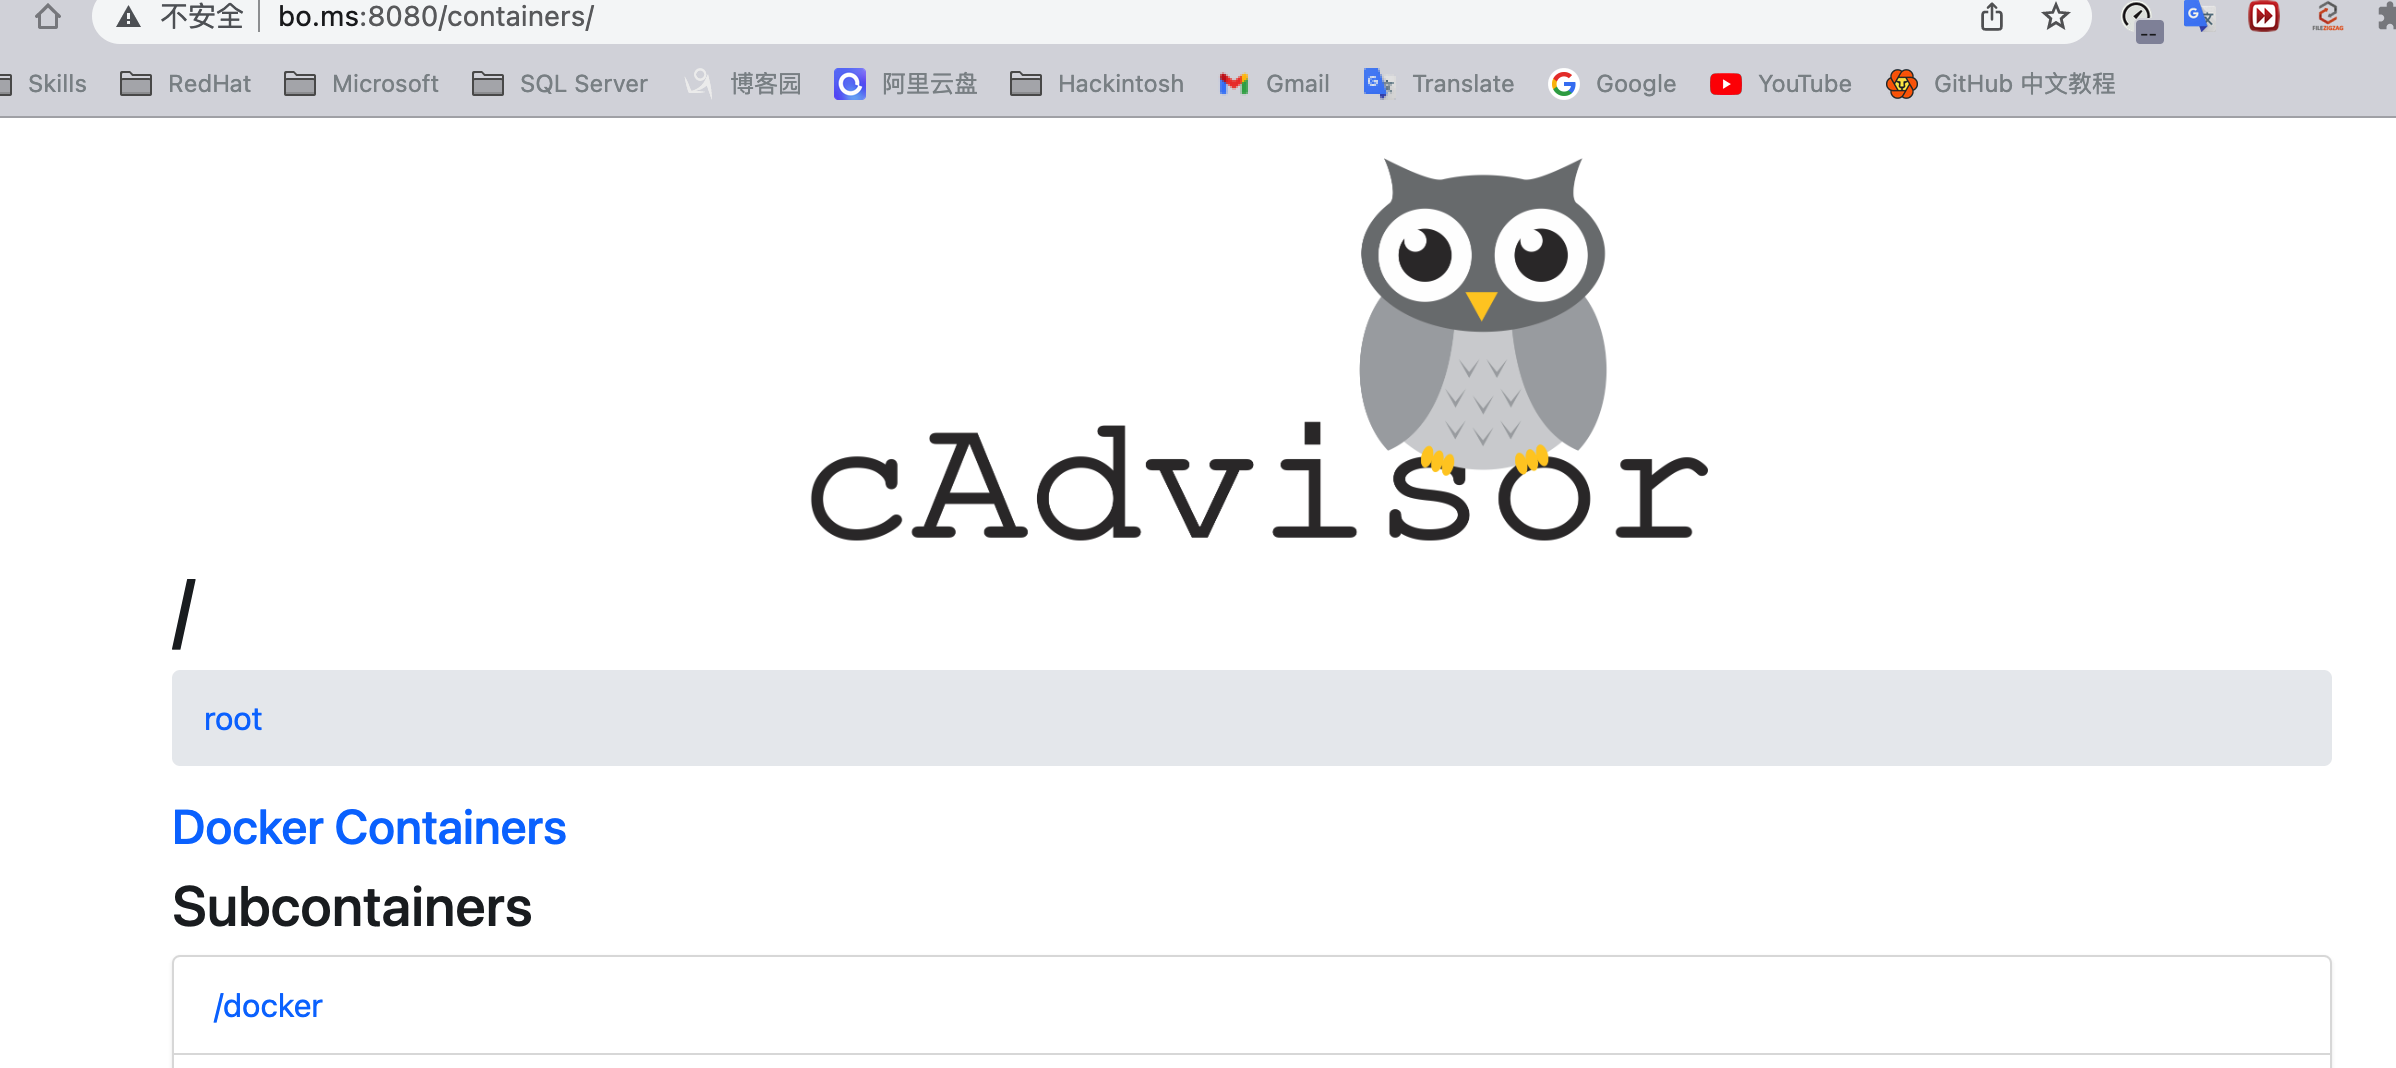 不安全 bo.ms:8080/containers/
Skills RedHat Microsoft SQL Server 博客园 阿里云盘 Hackintosh Gmail Translate Google YouTube GitHub 中文教程
cAdvisor
/
root
Docker Containers
Subcontainers
/docker